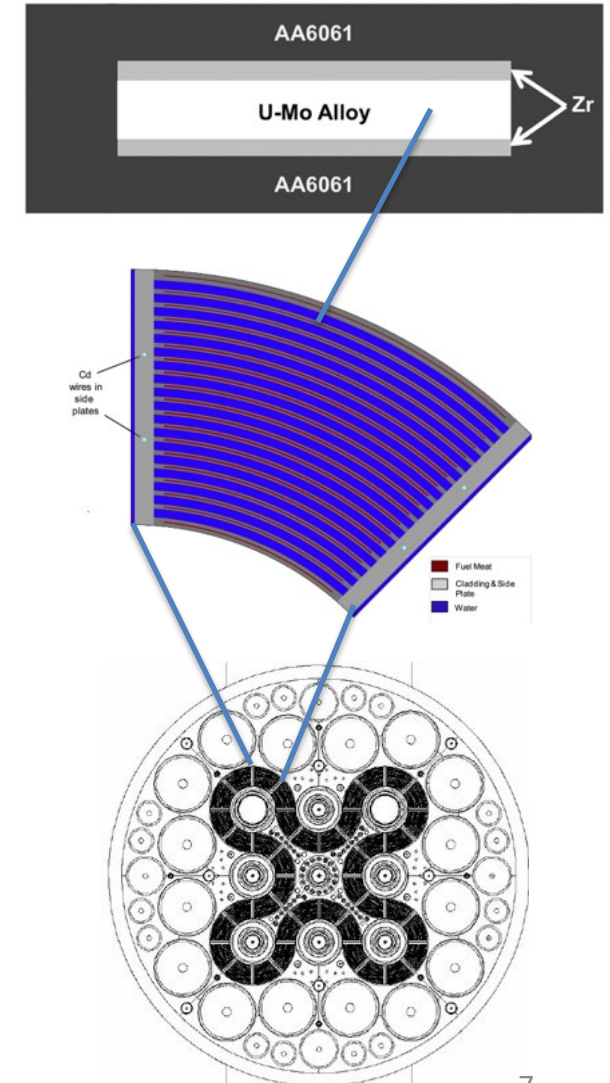 AA6061
U-Mo Alloy
Zr
AA6061
Cd
wires in
side
plates
Fuel Meat
Cladding & Side
Plate
Water
7